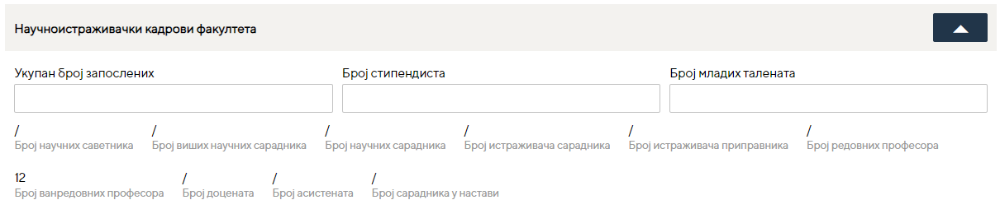 Научноистраживачки кадрови факултета
Укупан број запослених Број стипендиста Број младих талената
/ / / / / /
Број научних саветника Број виших научних сарадника Број научних сарадника Број истраживача сарадника Број истраживача приправника Број редовних професора
12 / / /
Број ванредовних професора Број доцената Број асистената Број сарадника у настави